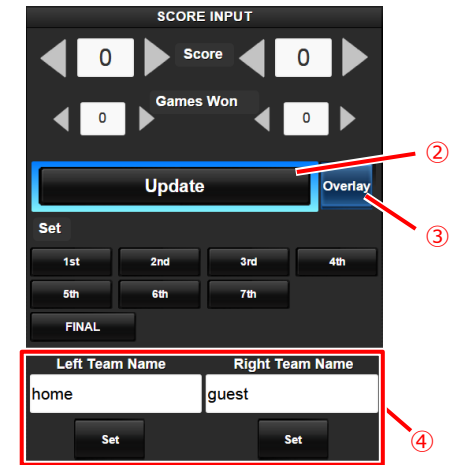 SCORE INPUT
0 Score 0
Games Won
0 0
②
Update Overlay
③
Set
1st 2nd 3rd 4th
5th 6th 7th
FINAL
Left Team Name Right Team Name
home guest
Set Set
④